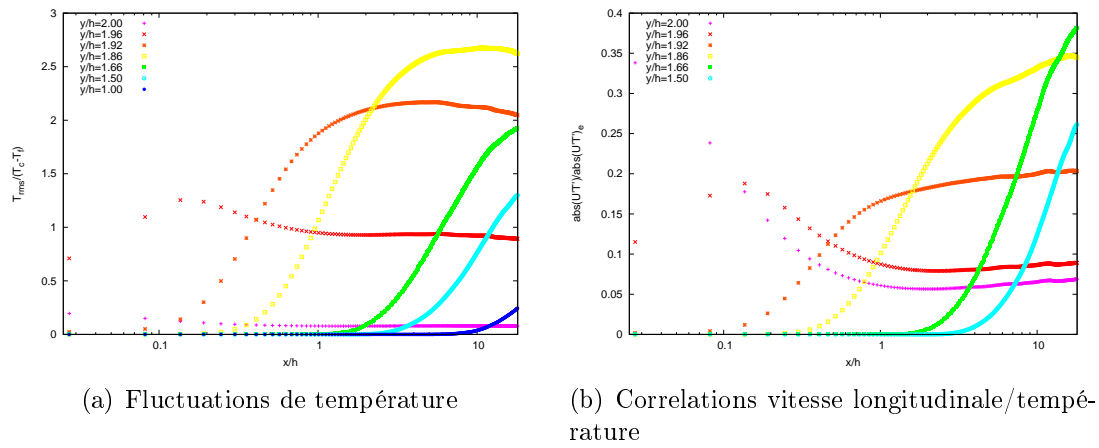 3
2.5
2
1.5
1
0.5
0
0.1
1
10
x/h
T_rms/(T_c-T_f)
y/h=2.00
y/h=1.96
y/h=1.92
y/h=1.86
y/h=1.66
y/h=1.50
y/h=1.00
(a) Fluctuations de température
0.4
0.35
0.3
0.25
0.2
0.15
0.1
0.05
0
0.1
1
10
x/h
abs(U'T')/abs(U'T')_e
y/h=2.00
y/h=1.96
y/h=1.92
y/h=1.86
y/h=1.66
y/h=1.50
(b) Correlations vitesse longitudinale/tempé-
rature